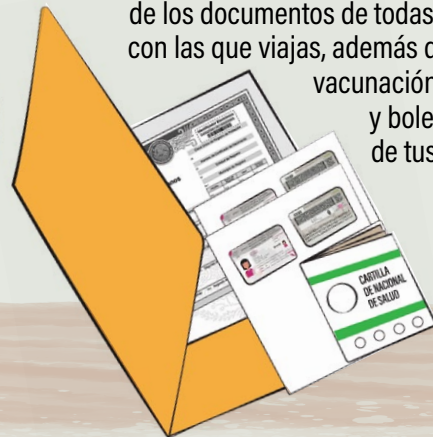 de los documentos de todas
con las que viajas, además d
vacunación
y bole
de tus
CARTILLA
DE NACIONAL
DE SALUD